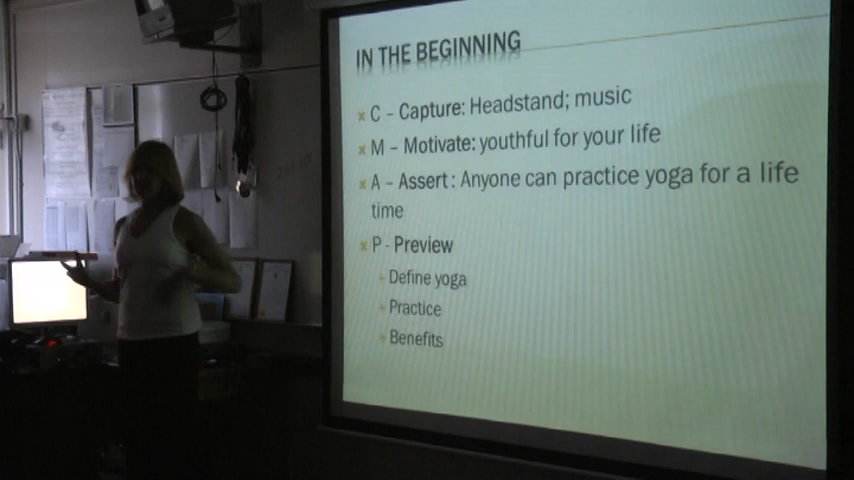 IN THE BEGINNING
C – Capture: Headstand; music
M – Motivate: youthful for your life
A – Assert : Anyone can practice yoga for a life
time
P - Preview
Define yoga
Practice
Benefits